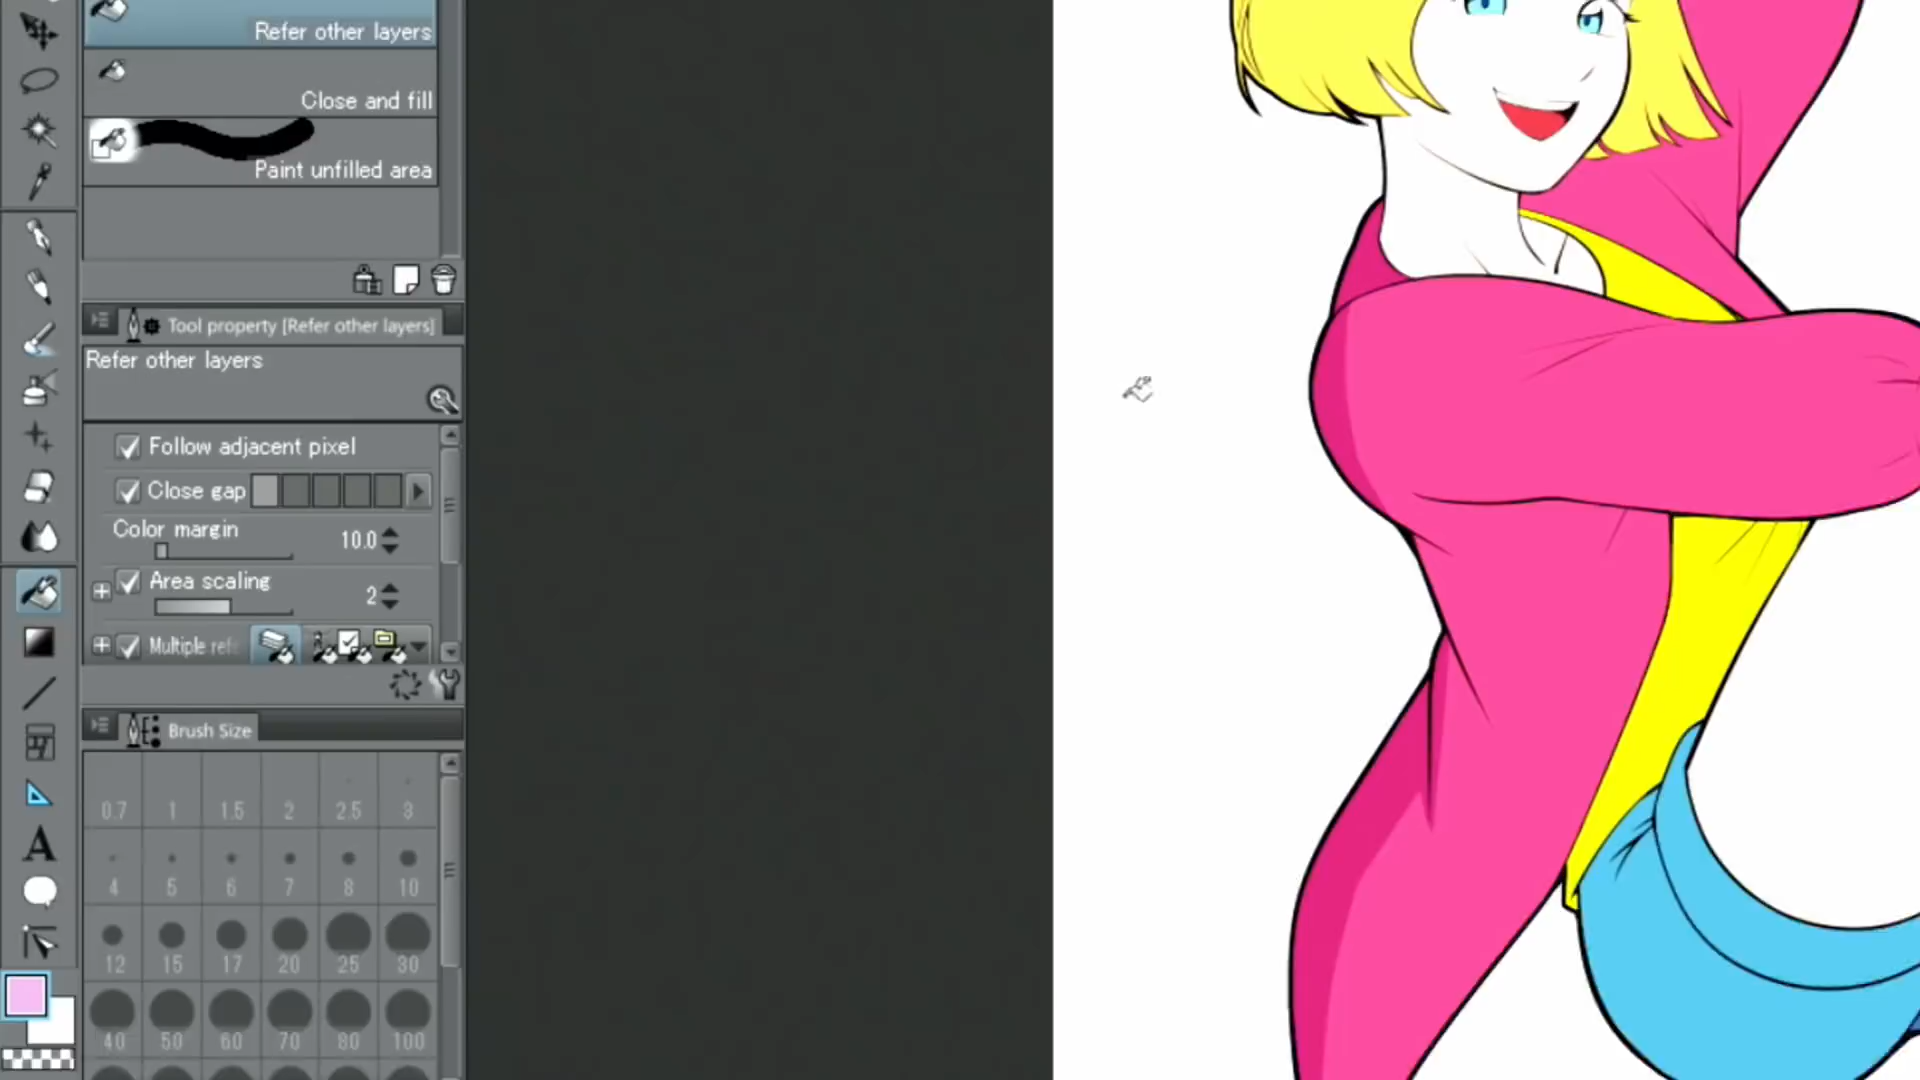 Refer other layers
Close and fill
Paint unfilled area
Tool property [Refer other layers]
Refer other layers
Follow adjacent pixel
Close gap
Color margin
10.0
Area scaling
2
Multiple refe
Brush Size
0.7 1 1.5 2 2.5 3
4 5 6 7 8 10
12 15 17 20 25 30
40 50 60 70 80 100